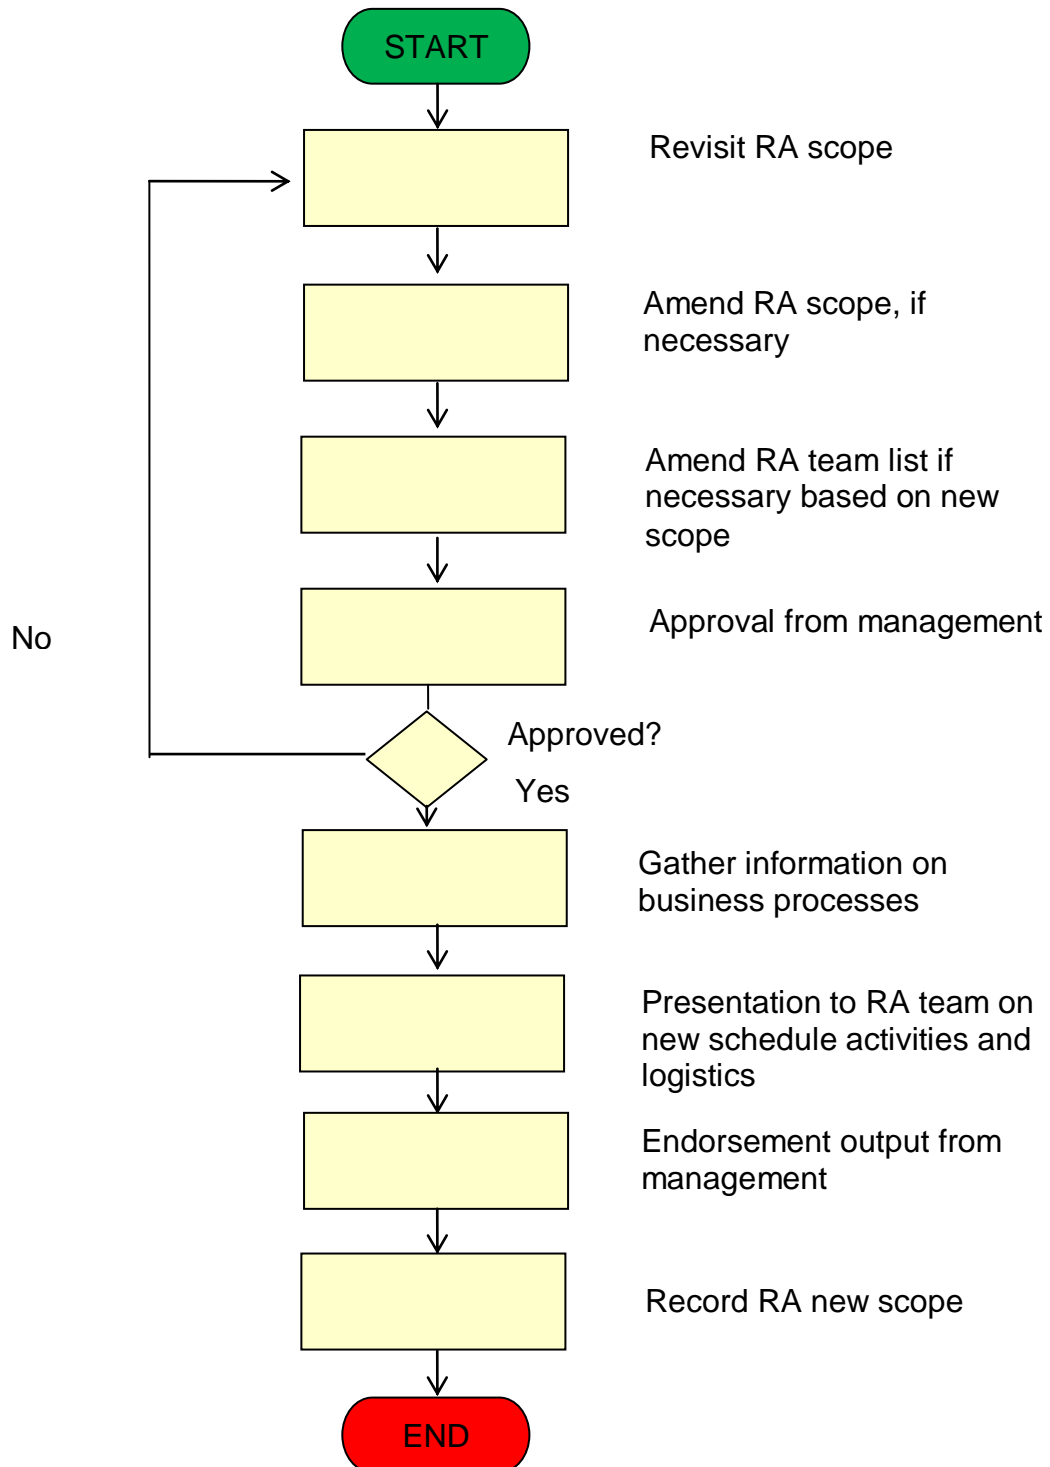 START
Revisit RA scope
Amend RA scope, if
necessary
Amend RA team list if
necessary based on new
scope
Approval from management
No
Approved?
Yes
Gather information on
business processes
Presentation to RA team on
new schedule activities and
logistics
Endorsement output from
management
Record RA new scope
END